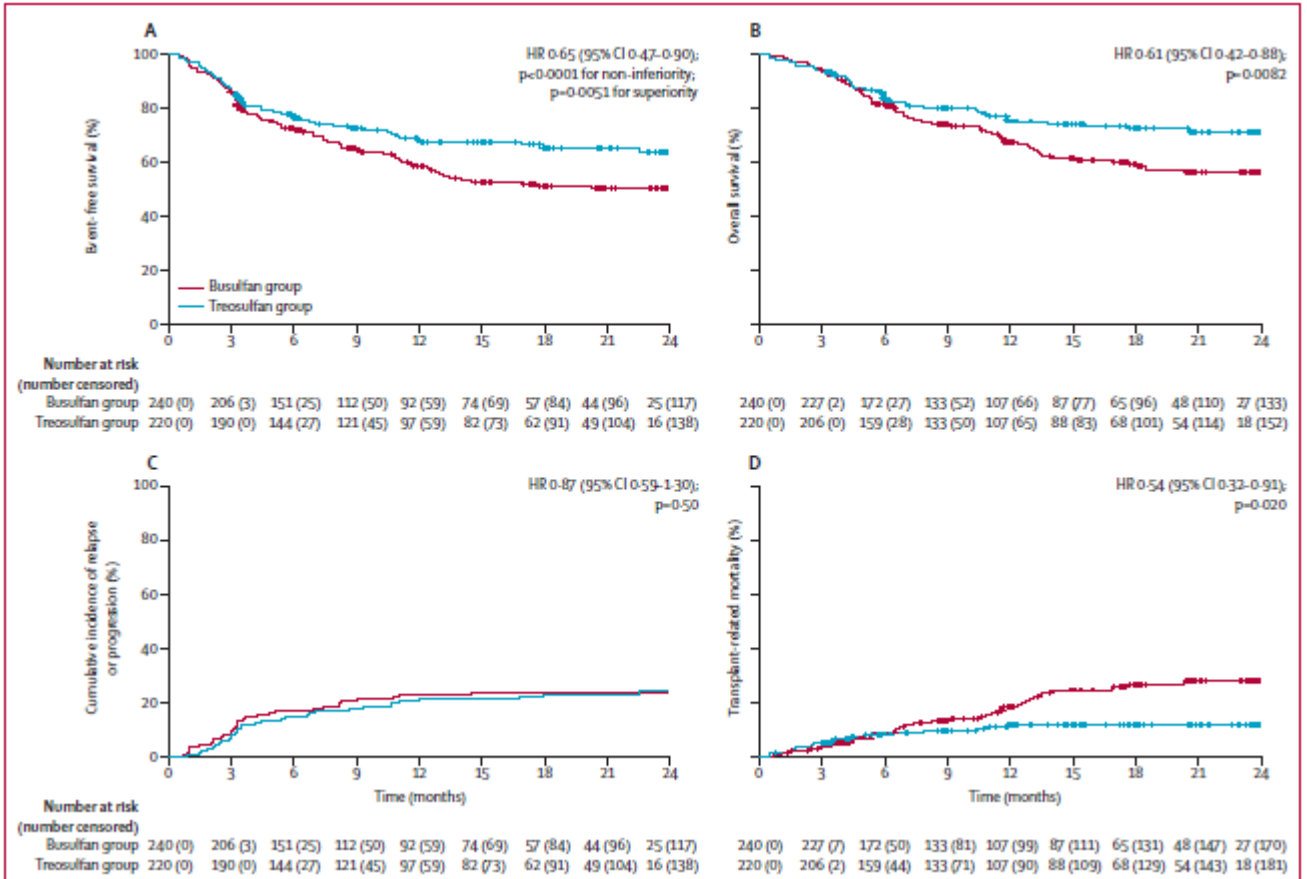 A
HR 0·65 (95% CI 0·47–0·90);
p<0·0001 for non-inferiority;
p=0·0051 for superiority
Event-free survival (%)
100
80
60
40
20
0
Busulfan group
Treosulfan group
0 3 6 9 12 15 18 21 24
B
HR 0·61 (95% CI 0·42–0·88);
p=0·0082
Overall survival (%)
0 3 6 9 12 15 18 21 24
Number at risk
(number censored)
Busulfan group 240 (0) 206 (3) 151 (25) 112 (50) 92 (59) 74 (69) 57 (84) 44 (96) 25 (117)
Treosulfan group 220 (0) 190 (0) 144 (27) 121 (45) 97 (59) 82 (73) 62 (91) 49 (104) 16 (138)
240 (0) 227 (2) 172 (27) 133 (52) 107 (66) 87 (77) 65 (96) 48 (110) 27 (133)
220 (0) 206 (0) 159 (28) 133 (50) 107 (65) 88 (83) 68 (101) 54 (114) 18 (152)
C
HR 0·87 (95% CI 0·59–1·30);
p=0·50
Cumulative incidence of relapse
or progression (%)
100
80
60
40
20
0
0 3 6 9 12 15 18 21 24
Time (months)
D
HR 0·54 (95% CI 0·32–0·91);
p=0·020
Transplant-related mortality (%)
0 3 6 9 12 15 18 21 24
Time (months)
Number at risk
(number censored)
Busulfan group 240 (0) 206 (3) 151 (25) 112 (50) 92 (59) 74 (69) 57 (84) 44 (96) 25 (117)
Treosulfan group 220 (0) 190 (0) 144 (27) 121 (45) 97 (59) 82 (73) 62 (91) 49 (104) 16 (138)
240 (0) 227 (7) 172 (50) 133 (81) 107 (99) 87 (111) 65 (131) 48 (147) 27 (170)
220 (0) 206 (2) 159 (44) 133 (71) 107 (90) 88 (109) 68 (129) 54 (143) 18 (181)